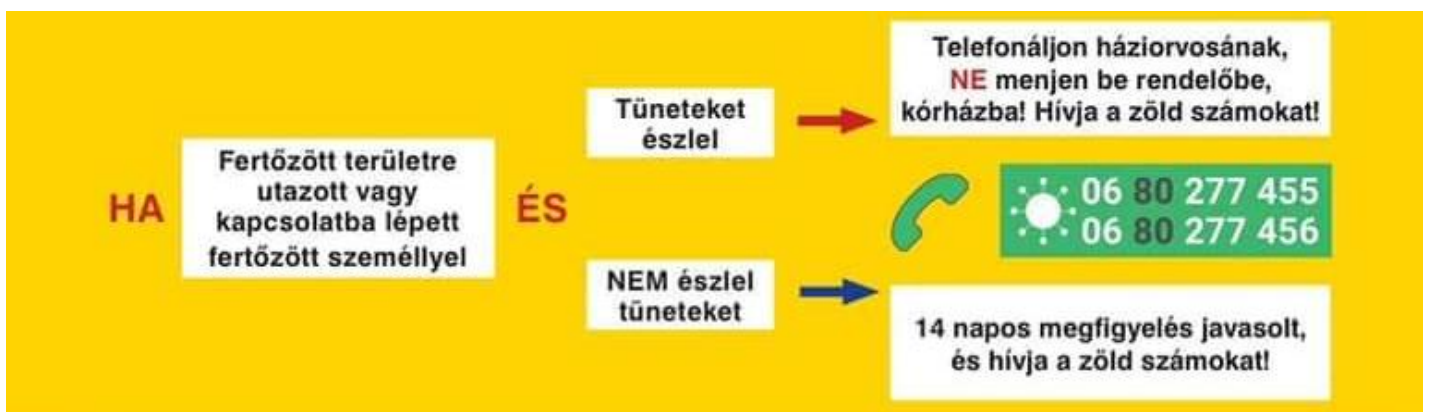 HA
Fertőzött területre
utazott vagy
kapcsolatba lépett
fertőzött személlyel
ÉS
Tüneteket
észlel
Telefonáljon háziorvosának,
NE menjen be rendelőbe,
kórházba! Hívja a zöld számokat!
06 80 277 455
06 80 277 456
NEM észlel
tüneteket
14 napos megfigyelés javasolt,
és hívja a zöld számokat!